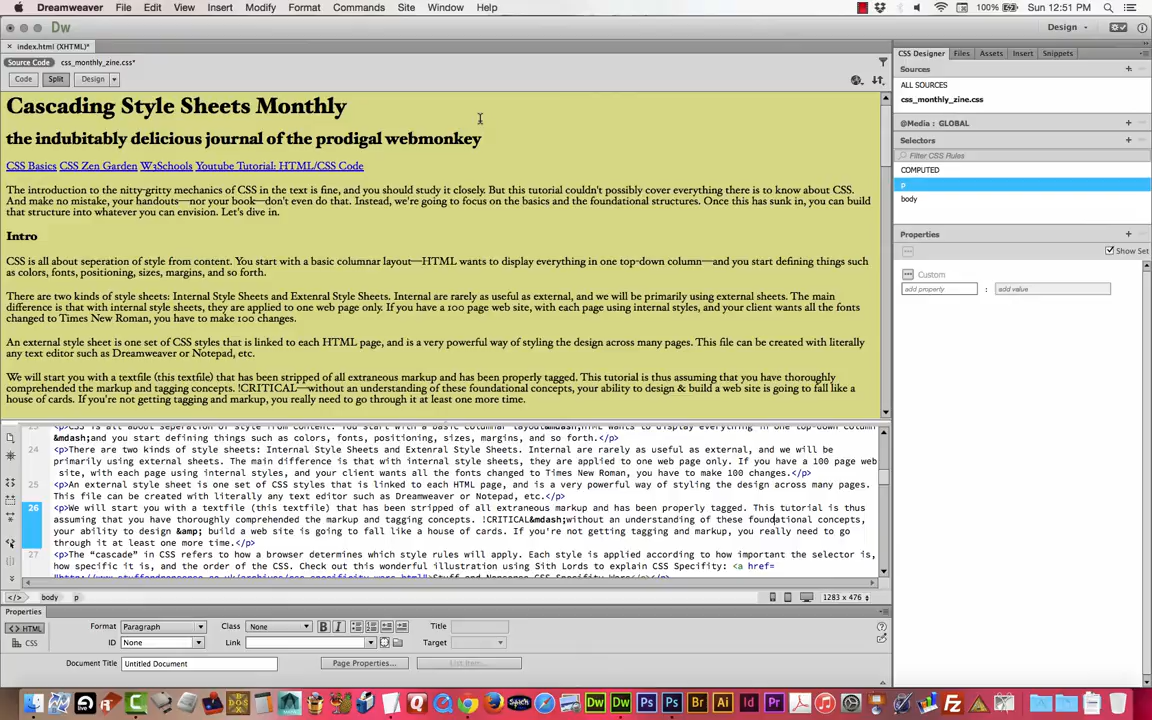 Dreamweaver File Edit View Insert Modify Format Commands Site Window Help 100% Sun 12:51 PM
Dw Design
× index.html (XHTML)*
Source Code css_monthly_zine.css*
Code Split Design
Cascading Style Sheets Monthly
the indubitably delicious journal of the prodigal webmonkey
CSS Basics CSS Zen Garden W3Schools Youtube Tutorial: HTML/CSS Code
The introduction to the nitty-gritty mechanics of CSS in the text is fine, and you should study it closely. But this tutorial couldn't possibly cover everything there is to know about CSS.
And make no mistake, your handouts—nor your book—don't even do that. Instead, we're going to focus on the basics and the foundational structures. Once this has sunk in, you can build
that structure into whatever you can envision. Let's dive in.
Intro
CSS is all about seperation of style from content. You start with a basic columnar layout—HTML wants to display everything in one top-down column—and you start defining things such
as colors, fonts, positioning, sizes, margins, and so forth.
There are two kinds of style sheets: Internal Style Sheets and Extenral Style Sheets. Internal are rarely as useful as external, and we will be primarily using external sheets. The main
difference is that with internal style sheets, they are applied to one web page only. If you have a 100 page web site, with each page using internal styles, and your client wants all the fonts
changed to Times New Roman, you have to make 100 changes.
An external style sheet is one set of CSS styles that is linked to each HTML page, and is a very powerful way of styling the design across many pages. This file can be created with literally
any text editor such as Dreamweaver or Notepad, etc.
We will start you with a textfile (this textfile) that has been stripped of all extraneous markup and has been properly tagged. This tutorial is thus assuming that you have thoroughly
comprehended the markup and tagging concepts. !CRITICAL—without an understanding of these foundational concepts, your ability to design & build a web site is going to fall like a
house of cards. If you're not getting tagging and markup, you really need to go through it at least one more time.
&mdash;and you start defining things such as colors, fonts, positioning, sizes, margins, and so forth.</p>
24 <p>There are two kinds of style sheets: Internal Style Sheets and Extenral Style Sheets. Internal are rarely as useful as external, and we will be
primarily using external sheets. The main difference is that with internal style sheets, they are applied to one web page only. If you have a 100 page web
site, with each page using internal styles, and your client wants all the fonts changed to Times New Roman, you have to make 100 changes.</p>
25 <p>An external style sheet is one set of CSS styles that is linked to each HTML page, and is a very powerful way of styling the design across many pages.
This file can be created with literally any text editor such as Dreamweaver or Notepad, etc.</p>
26 <p>We will start you with a textfile (this textfile) that has been stripped of all extraneous markup and has been properly tagged. This tutorial is thus
assuming that you have thoroughly comprehended the markup and tagging concepts. !CRITICAL&mdash;without an understanding of these foundational concepts,
your ability to design &amp; build a web site is going to fall like a house of cards. If you're not getting tagging and markup, you really need to go
through it at least one more time.</p>
27 <p>The “cascade” in CSS refers to how a browser determines which style rules will apply. Each style is applied according to how important the selector is,
how specific it is, and the order of the CSS. Check out this wonderful illustration using Sith Lords to explain CSS Specifity: <a href=
</> body p 1283 x 476
Properties
<> HTML Format Paragraph Class None B I Title
CSS ID None Link Target
Document Title Untitled Document Page Properties... List Item...
CSS Designer Files Assets Insert Snippets
Sources
ALL SOURCES
css_monthly_zine.css
@Media : GLOBAL
Selectors
Filter CSS Rules
COMPUTED
p
body
Properties
Show Set
Custom
add property : add value